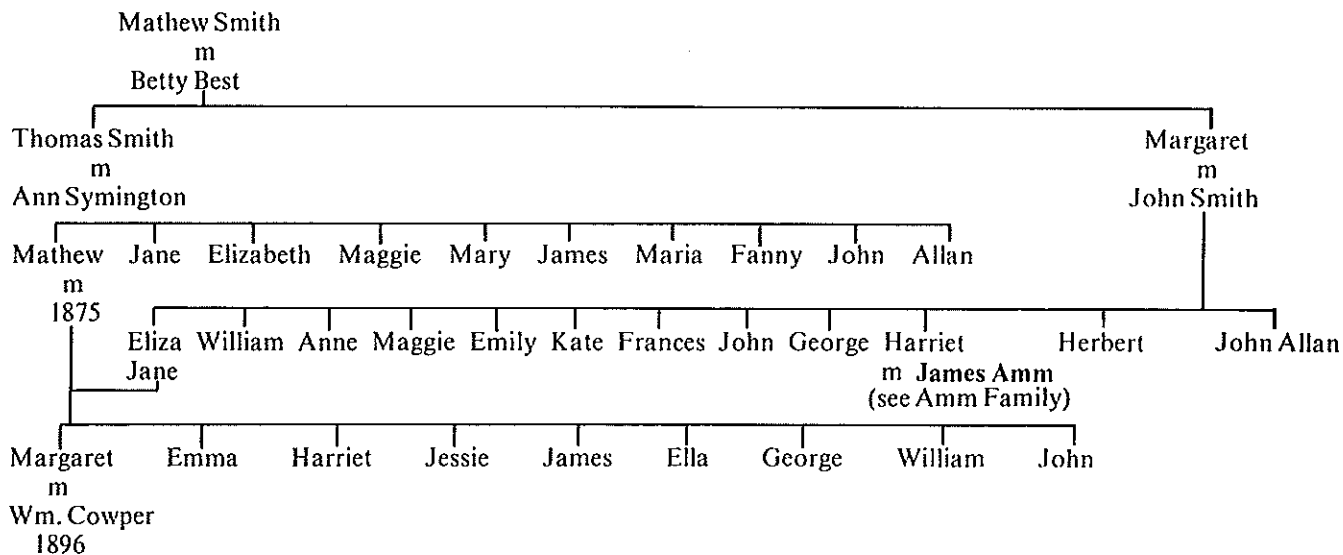 Mathew Smith
m
Betty Best
Thomas Smith Margaret
m m
Ann Symington John Smith
Mathew Jane Elizabeth Maggie Mary James Maria Fanny John Allan
m
1875
Eliza William Anne Maggie Emily Kate Frances John George Harriet Herbert John Allan
Jane m James Amm
(see Amm Family)
Margaret Emma Harriet Jessie James Ella George William John
m
Wm. Cowper
1896